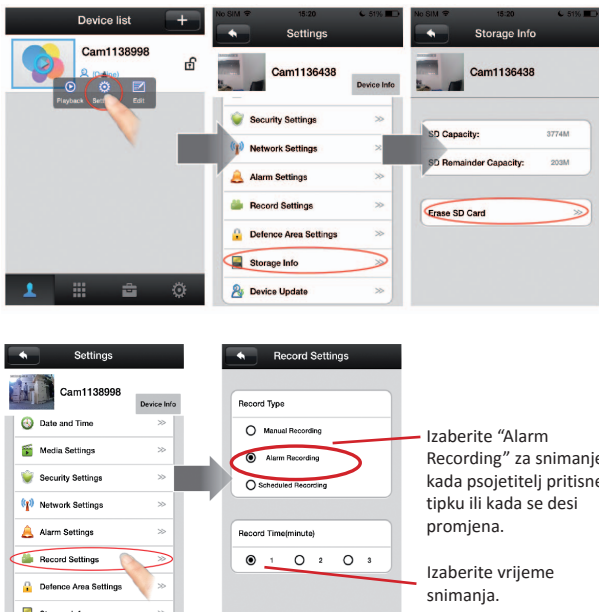 Device list +
Cam1138998
Playback
Edit
No SIM 15:20 51%
Settings
Cam1136438
Device Info
Security Settings
Network Settings
Alarm Settings
Record Settings
Defence Area Settings
Storage Info
Device Update
No SIM 15:20 51%
Storage Info
Cam1136438
SD Capacity: 3774M
SD Remainder Capacity: 203M
Erase SD Card
Settings
Cam1138998
Device Info
Date and Time
Media Settings
Security Settings
Network Settings
Alarm Settings
Record Settings
Defence Area Settings
Record Settings
Record Type
Manual Recording
Alarm Recording
Scheduled Recording
Record Time(minute)
1 2 3
Izaberite “Alarm
Recording” za snimanje
kada psojetitelj pritisne
tipku ili kada se desi
promjena.
Izaberite vrijeme
snimanja.